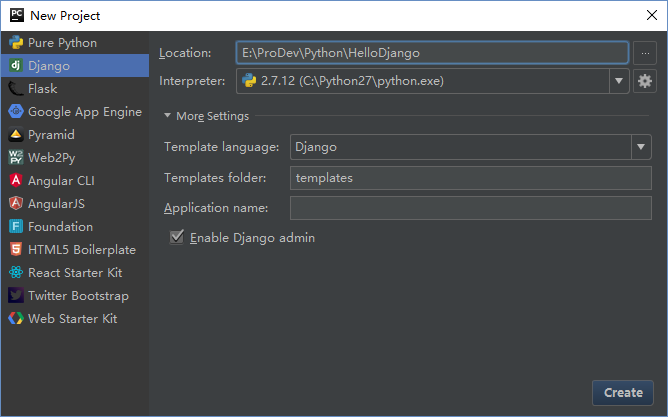 PC New Project
Pure Python
dj Django
Flask
Google App Engine
Pyramid
W2PY Web2Py
Angular CLI
AngularJS
F Foundation
5 HTML5 Boilerplate
React Starter Kit
Twitter Bootstrap
Web Starter Kit
Location: E:\ProDev\Python\HelloDjango ...
Interpreter: 2.7.12 (C:\Python27\python.exe)
More Settings
Template language: Django
Templates folder: templates
Application name:
Enable Django admin
Create